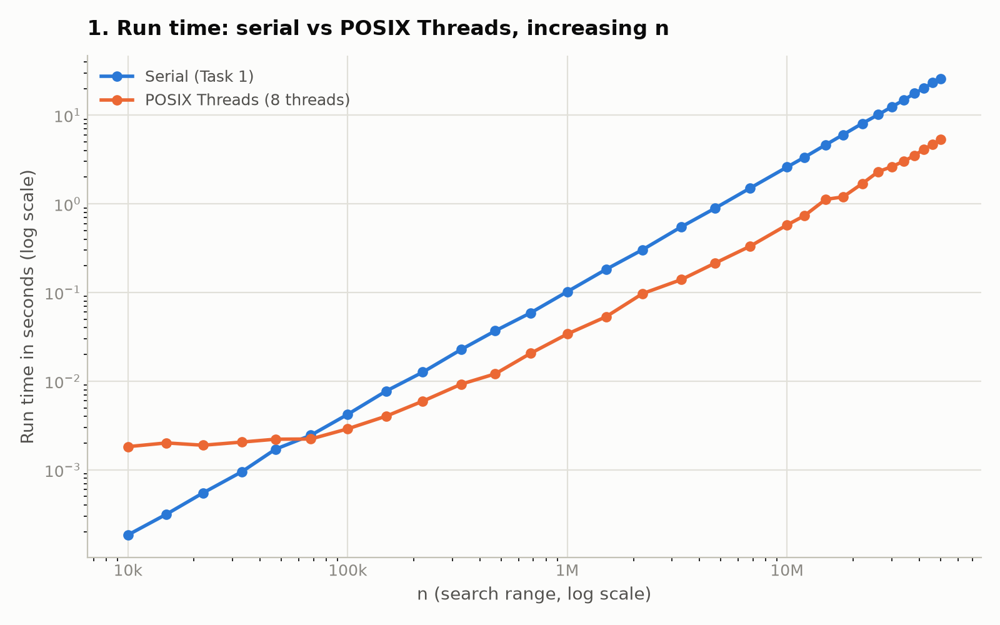 1. Run time: serial vs POSIX Threads, increasing n
Serial (Task 1)
POSIX Threads (8 threads)
Run time in seconds (log scale)
10¹
10⁰
10⁻¹
10⁻²
10⁻³
10k
100k
1M
10M
n (search range, log scale)